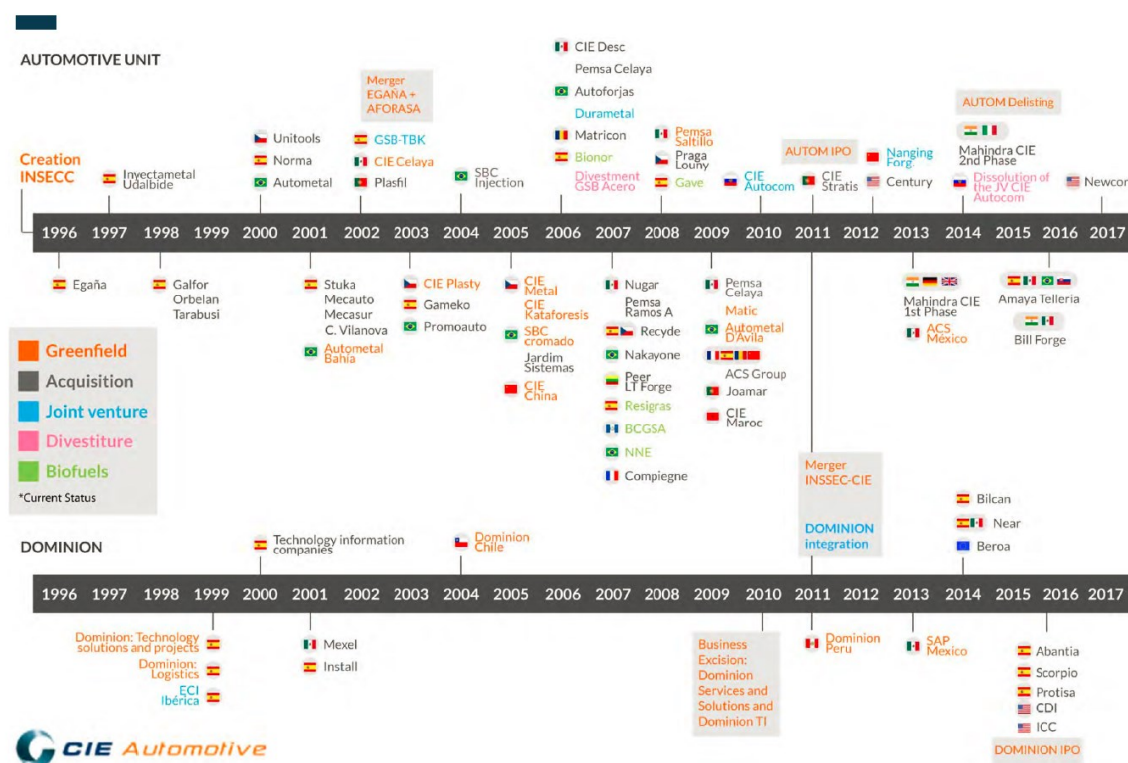 AUTOMOTIVE UNIT
Creation
INSECC
Invectametal
Udalbide
Unitools
Norma
Autometal
Merger
EGAÑA +
AFORASA
GSB-TBK
CIE Celaya
Plasfil
SBC
Injection
CIE Desc
Pemsa Celaya
Autoforjas
Durametal
Matricon
Bionor
Divestment
GSB Acero
Pemsa
Saltillo
Praga
Louny
Gave
CIE
Autocom
AUTOM IPO
CIE
Stratis
Nanging
Forg.
Century
AUTOM Delisting
Mahindra CIE
2nd Phase
Dissolution of
the JV CIE
Autocom
Newcor
1996 1997 1998 1999 2000 2001 2002 2003 2004 2005 2006 2007 2008 2009 2010 2011 2012 2013 2014 2015 2016 2017
Egaña
Galfor
Orbelan
Tarabusi
Stuka
Mecauto
Mecasur
C. Vilanova
Autometal
Bahía
CIE Plasty
Gameko
Promoauto
CIE
Metal
CIE
Kataforesis
SBC
cromado
Jardim
Sistemas
CIE
China
Nugar
Pemsa
Ramos A
Recyde
Nakayone
Peer
LT Forge
Resigras
BCGSA
NNE
Compiegne
Pemsa
Celaya
Matic
Autometal
D'Avila
ACS Group
Joamar
CIE
Maroc
Mahindra CIE
1st Phase
ACS
México
Amaya Telleria
Bill Forge
Greenfield
Acquisition
Joint venture
Divestiture
Biofuels
*Current Status
Merger
INSSEC-CIE
DOMINION
integration
DOMINION
Technology information
companies
Dominion
Chile
Bilcan
Near
Beroa
1996 1997 1998 1999 2000 2001 2002 2003 2004 2005 2006 2007 2008 2009 2010 2011 2012 2013 2014 2015 2016 2017
Dominion: Technology
solutions and projects
Dominion:
Logistics
ECI
Ibérica
Mexel
Install
Business
Excision:
Dominion
Services and
Solutions and
Dominion TI
Dominion
Peru
SAP
Mexico
Abantia
Scorpio
Protisa
CDI
ICC
DOMINION IPO
CIE Automotive